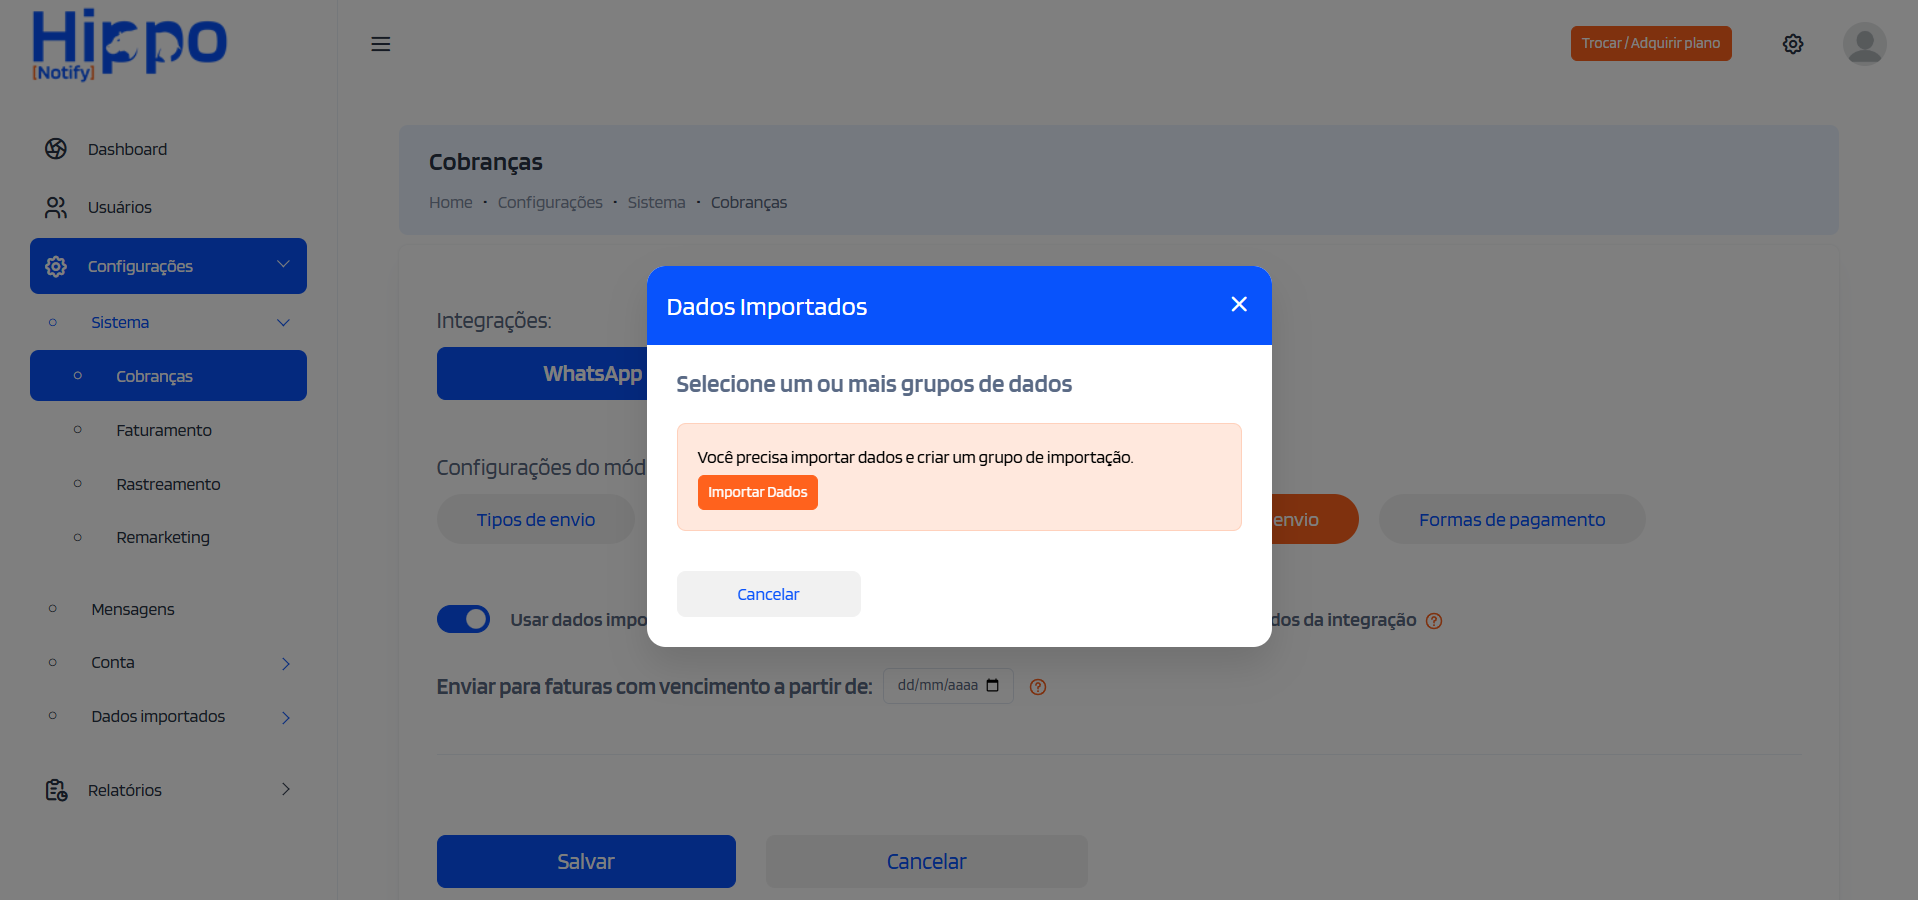 Hippo
[Notify]
Trocar / Adquirir plano
Dashboard
Usuários
Configurações
Sistema
Cobranças
Faturamento
Rastreamento
Remarketing
Mensagens
Conta
Dados importados
Relatórios
Cobranças
Home · Configurações · Sistema · Cobranças
Integrações:
WhatsApp
Configurações do mód
Tipos de envio
envio
Formas de pagamento
Usar dados impo
dos da integração
Enviar para faturas com vencimento a partir de:
dd/mm/aaaa
Salvar
Cancelar
Dados Importados
Selecione um ou mais grupos de dados
Você precisa importar dados e criar um grupo de importação.
Importar Dados
Cancelar